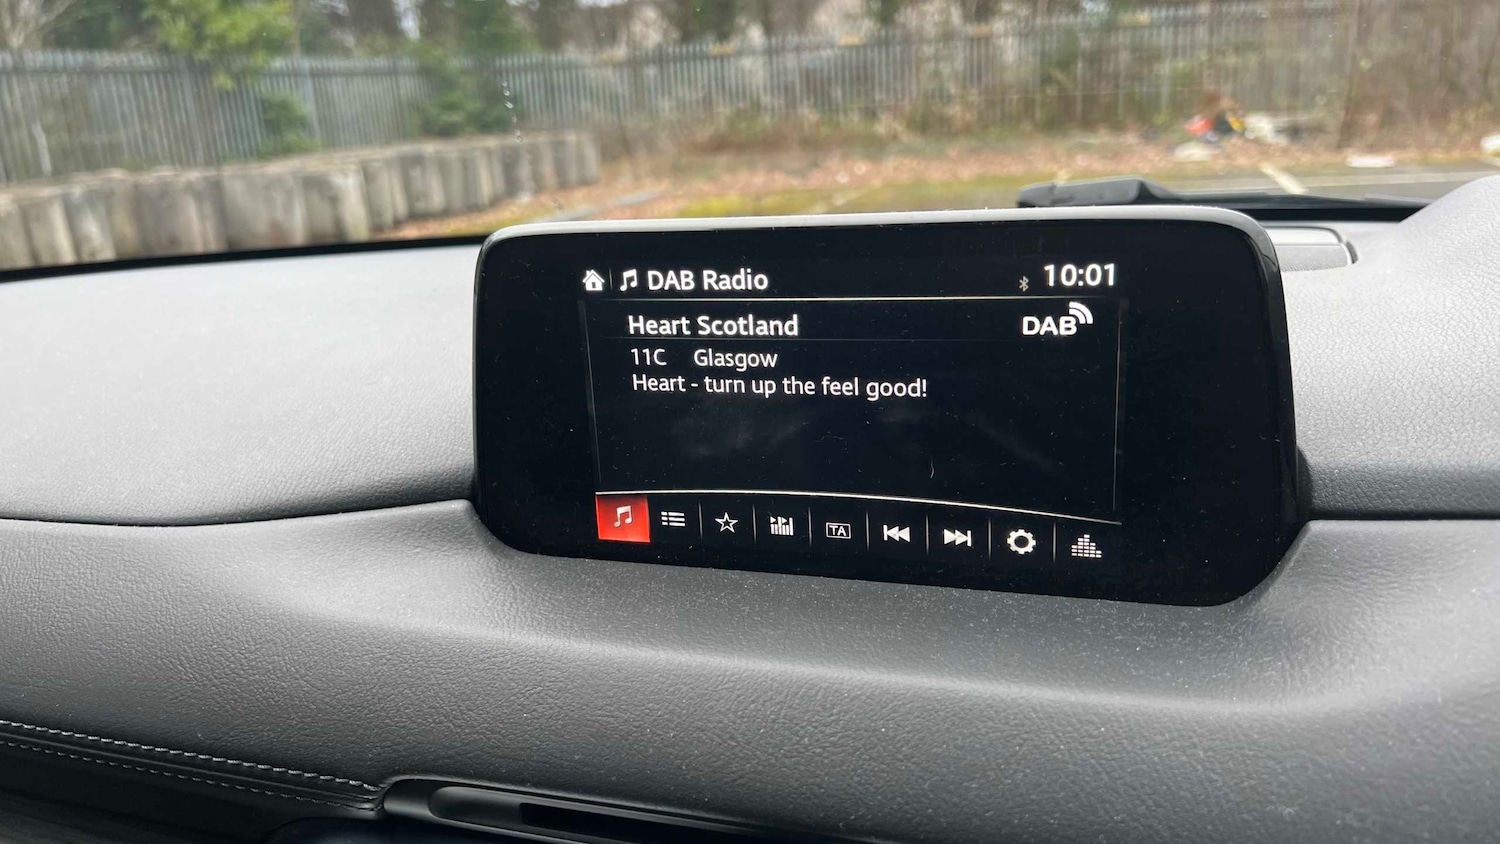 DAB Radio 10:01
Heart Scotland DAB
11C Glasgow
Heart - turn up the feel good!
TA